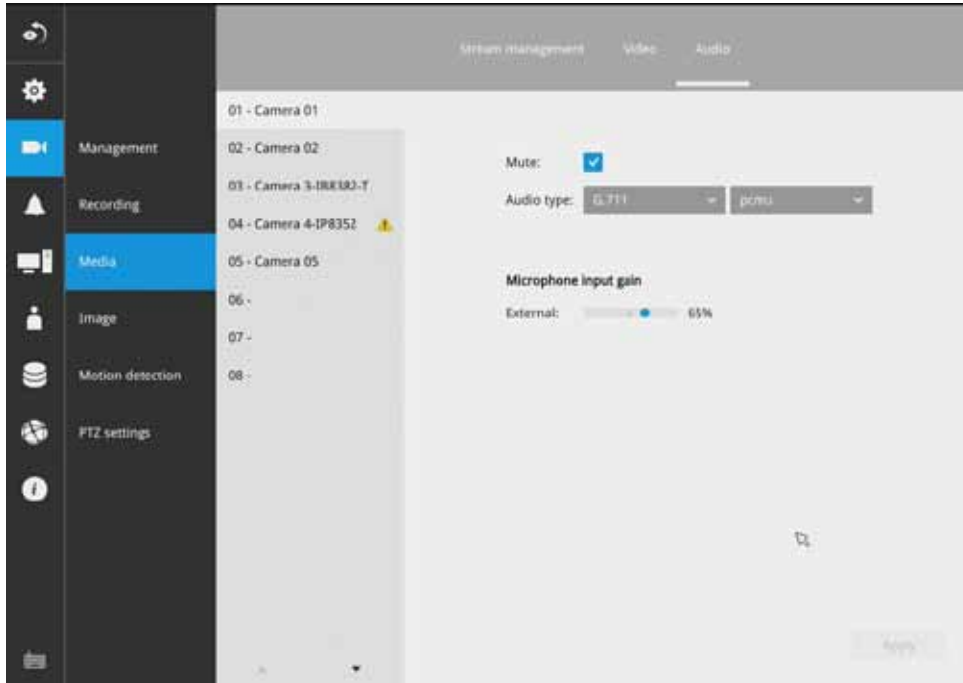 Stream management Video Audio
Management
Recording
Media
Image
Motion detection
PTZ settings
01 - Camera 01
02 - Camera 02
03 - Camera 3-IB8382-T
04 - Camera 4-IP8352
05 - Camera 05
06 -
07 -
08 -
Mute:
Audio type: G.711 pcmu
Microphone input gain
External: 65%
Apply